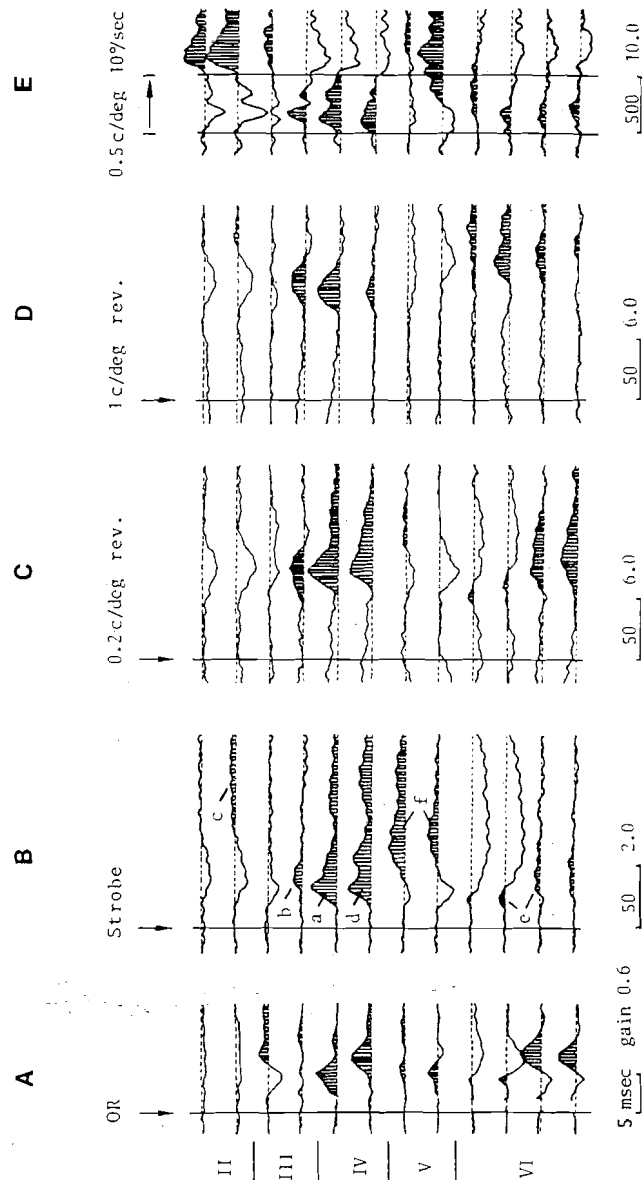 A
B
C
D
E
OR
Strobe
0.2 c/deg rev.
1 c/deg rev.
0.5 c/deg 10°/sec
II
III
IV
V
VI
a
b
c
d
e
f
5 msec gain 0.6
50 2.0
50 6.0
50 6.0
500 10.0